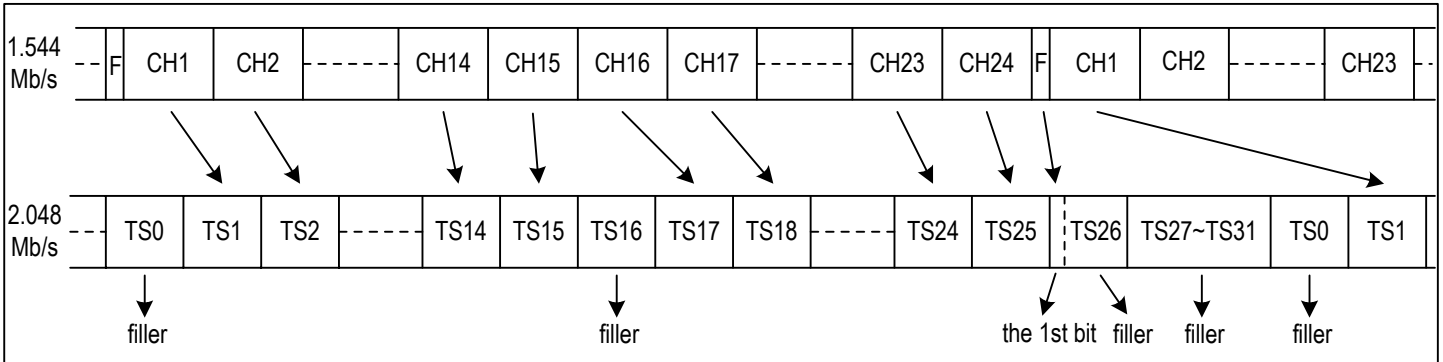 1.544
Mb/s
F CH1 CH2 CH14 CH15 CH16 CH17 CH23 CH24 F CH1 CH2 CH23
2.048
Mb/s
TS0 TS1 TS2 TS14 TS15 TS16 TS17 TS18 TS24 TS25 TS26 TS27~TS31 TS0 TS1
filler filler the 1st bit filler filler filler